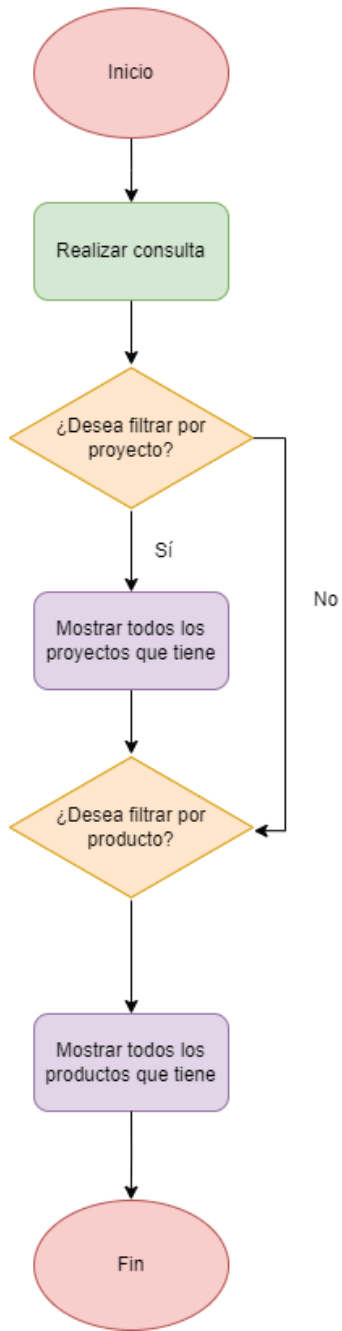 Inicio
Realizar consulta
¿Desea filtrar por
proyecto?
Sí
No
Mostrar todos los
proyectos que tiene
¿Desea filtrar por
producto?
Mostrar todos los
productos que tiene
Fin